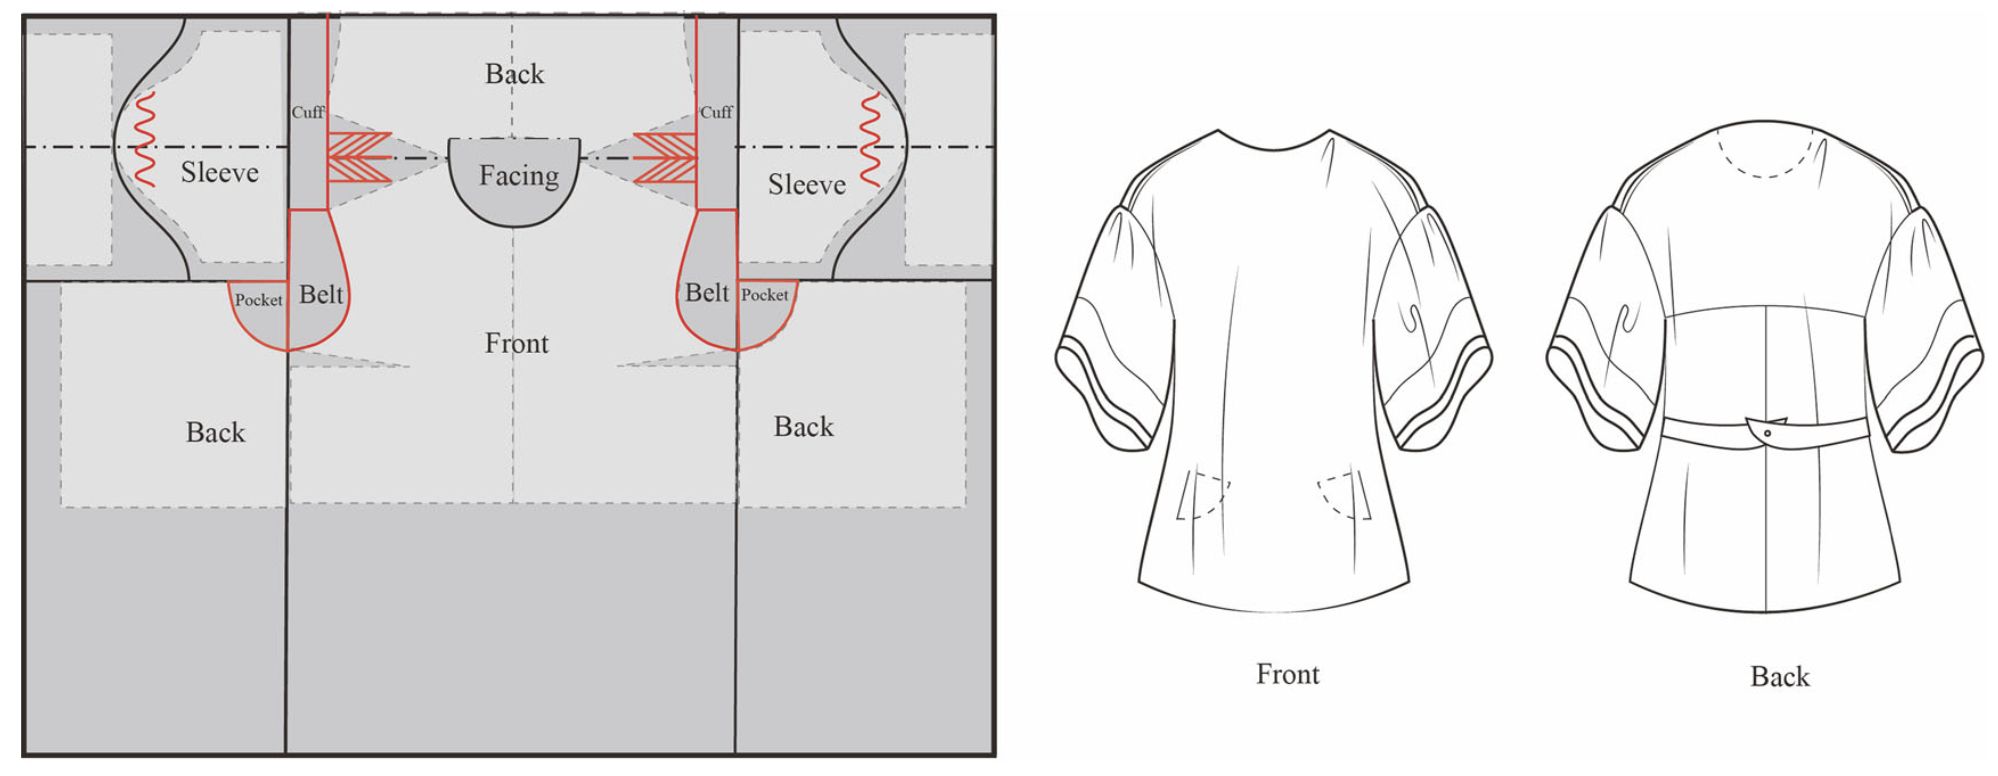 Back
Cuff
Cuff
Sleeve
Facing
Sleeve
Pocket
Belt
Belt
Pocket
Front
Back
Back
Front
Back